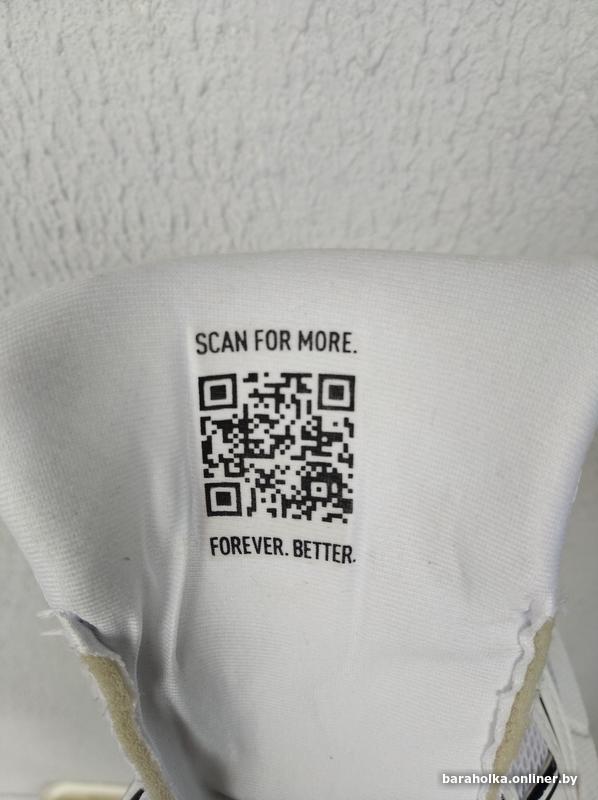 SCAN FOR MORE.
FOREVER. BETTER.
baraholka.onliner.by